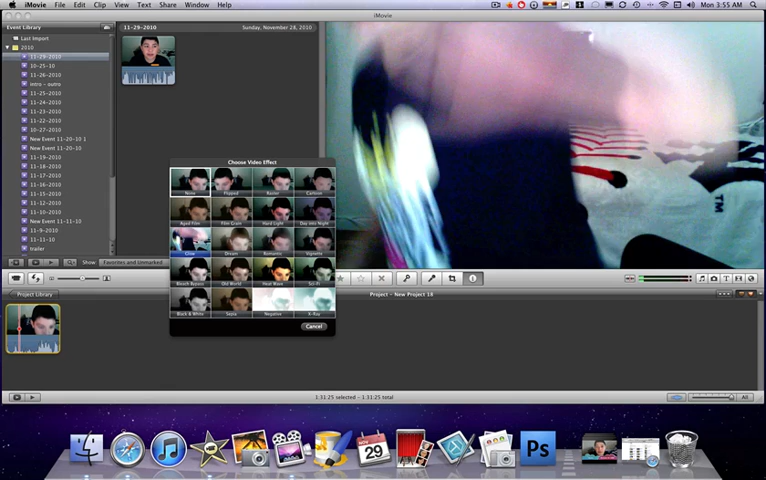 iMovie File Edit Clip View Text Share Window Help
Mon 3:55 AM
iMovie
Event Library
11-29-2010
Sunday, November 28, 2010
Last Import
2010
11-29-2010
10-25-10
11-26-2010
intro - outro
11-25-2010
11-24-2010
11-23-2010
11-22-2010
10-27-2010
New Event 11-20-10 1
New Event 11-20-10
11-19-2010
11-18-2010
11-17-2010
11-16-2010
11-15-2010
11-12-2010
11-10-2010
New Event 11-11-10
11-9-2010
11-11-10
trailer
TM
Choose Video Effect
None Flipped Raster Cartoon
Aged Film Film Grain Hard Light Day into Night
Glow Dream Romantic Vignette
Bleach Bypass Old World Heat Wave Sci-Fi
Black & White Sepia Negative X-Ray
Cancel
Show: Favorites and Unmarked
Project Library
Project - New Project 18
1:31:25 selected - 1:31:25 total
All
NOV
29
Ps